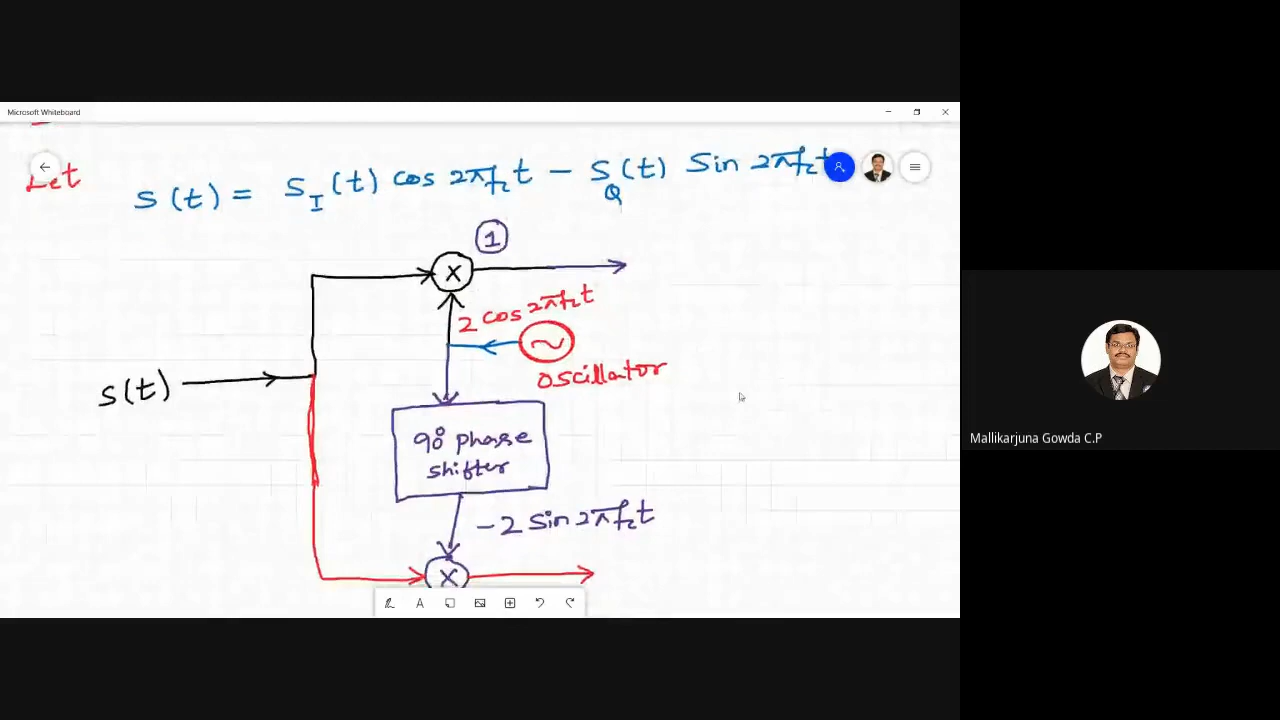 Microsoft Whiteboard
Let
S(t) = S_I(t) cos 2πf_c t − S_Q(t) Sin 2πf_c t
1
X
2 cos 2πf_c t
Oscillator
S(t)
90° phase
shifter
−2 Sin 2πf_c t
X
A
Mallikarjuna Gowda C.P